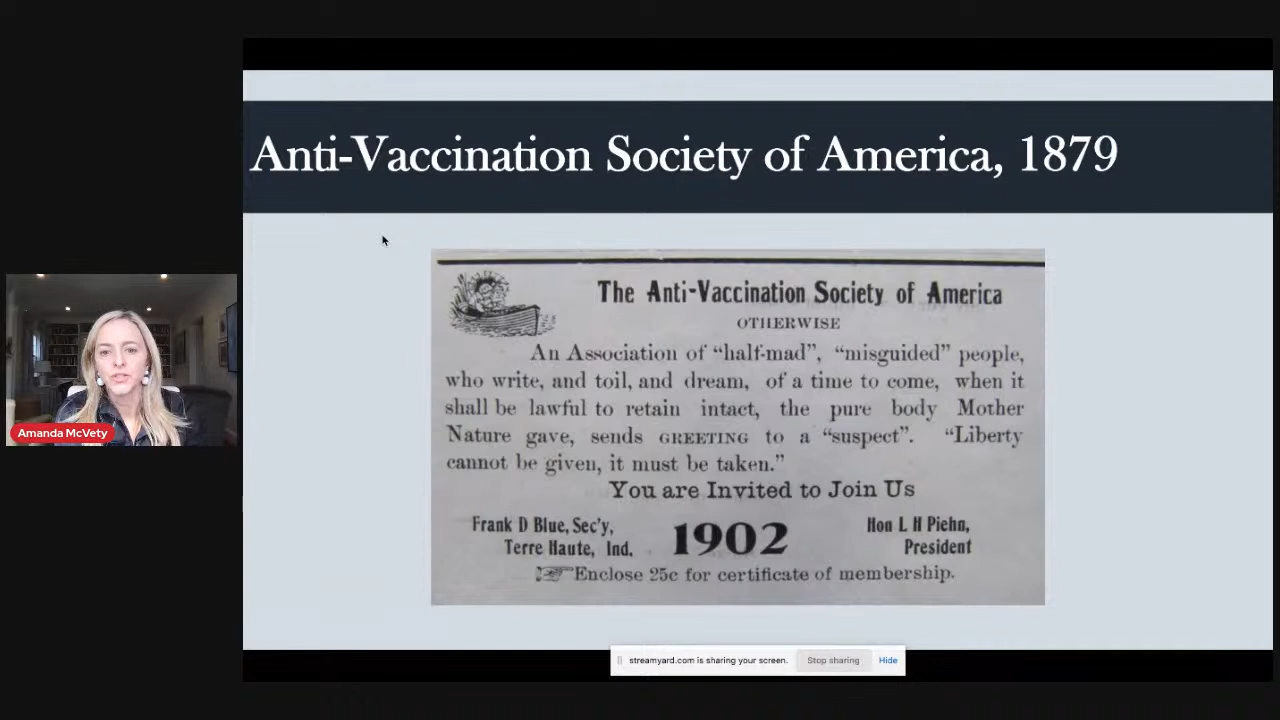 Anti-Vaccination Society of America, 1879
The Anti-Vaccination Society of America
OTHERWISE
An Association of “half-mad”, “misguided” people,
who write, and toil, and dream, of a time to come, when it
shall be lawful to retain intact, the pure body Mother
Nature gave, sends GREETING to a “suspect”. “Liberty
cannot be given, it must be taken.”
You are Invited to Join Us
Frank D Blue, Sec'y,
Terre Haute, Ind.
1902
Hon L H Piehn,
President
Enclose 25c for certificate of membership.
Amanda McVety
streamyard.com is sharing your screen. Stop sharing Hide